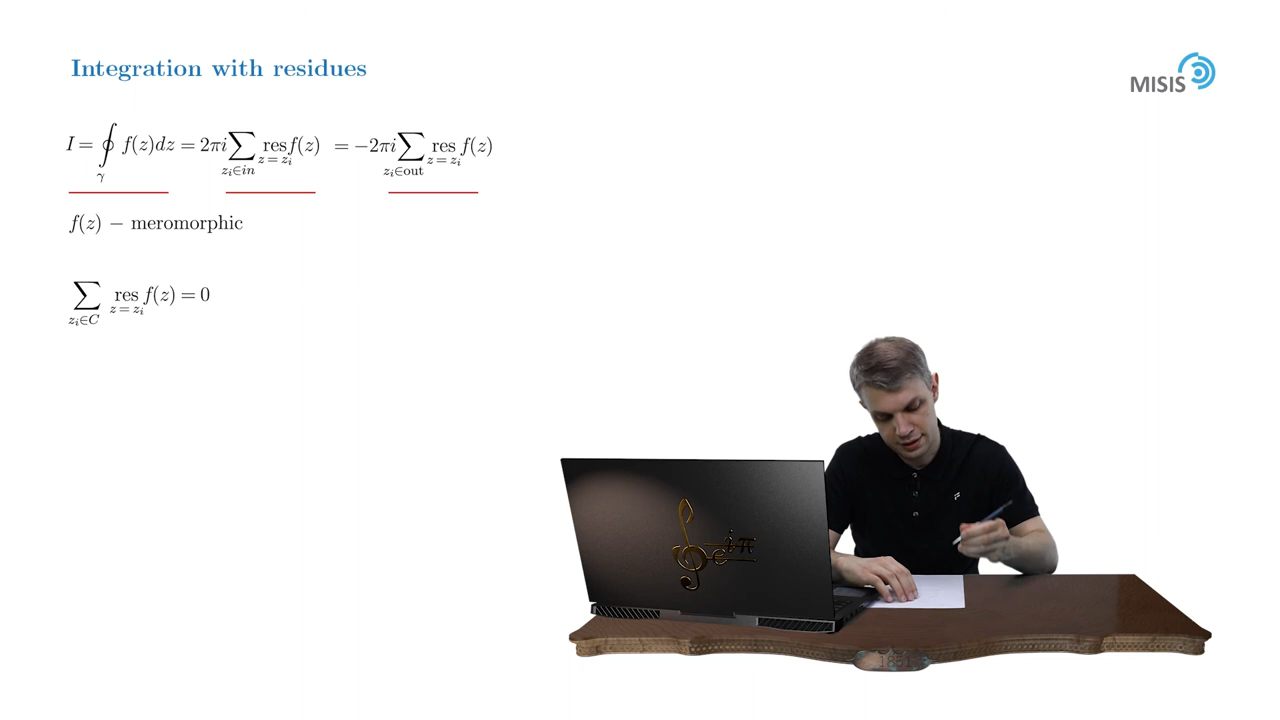 Integration with residues
MISIS
I = ∮_γ f(z)dz = 2πi ∑_{z_i∈in} res_{z=z_i} f(z) = −2πi ∑_{z_i∈out} res_{z=z_i} f(z)
f(z) − meromorphic
∑_{z_i∈C} res_{z=z_i} f(z) = 0
e^{iπ}